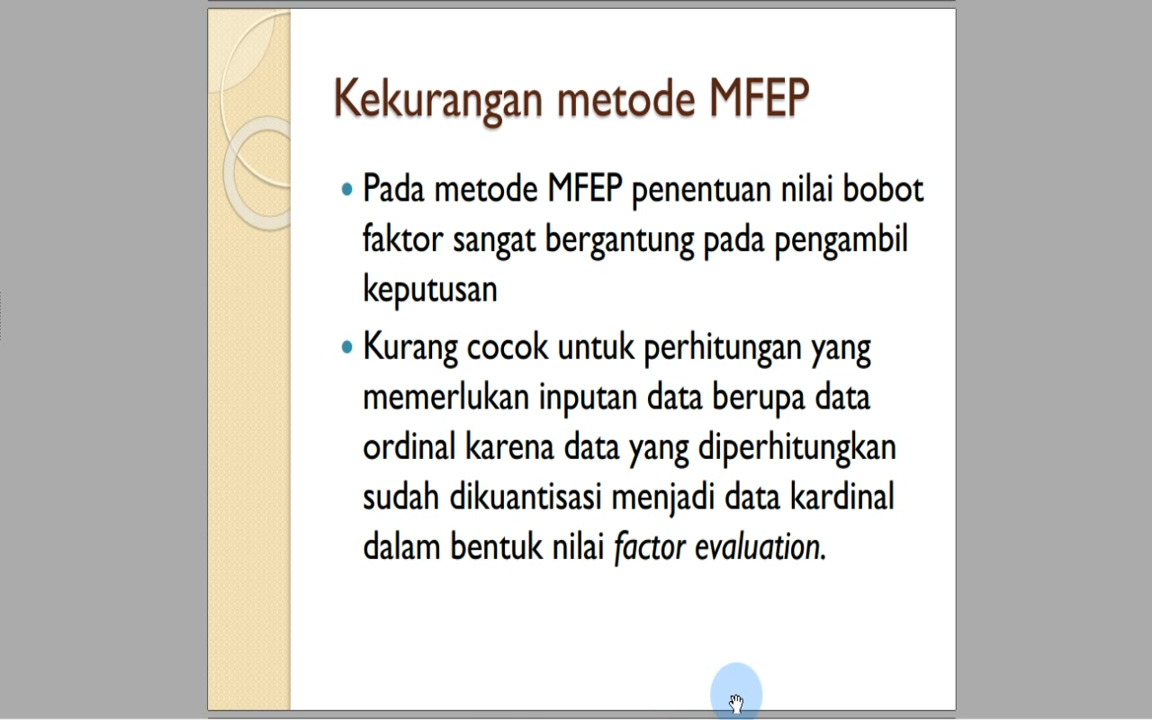 Kekurangan metode MFEP
• Pada metode MFEP penentuan nilai bobot
faktor sangat bergantung pada pengambil
keputusan
• Kurang cocok untuk perhitungan yang
memerlukan inputan data berupa data
ordinal karena data yang diperhitungkan
sudah dikuantisasi menjadi data kardinal
dalam bentuk nilai factor evaluation.